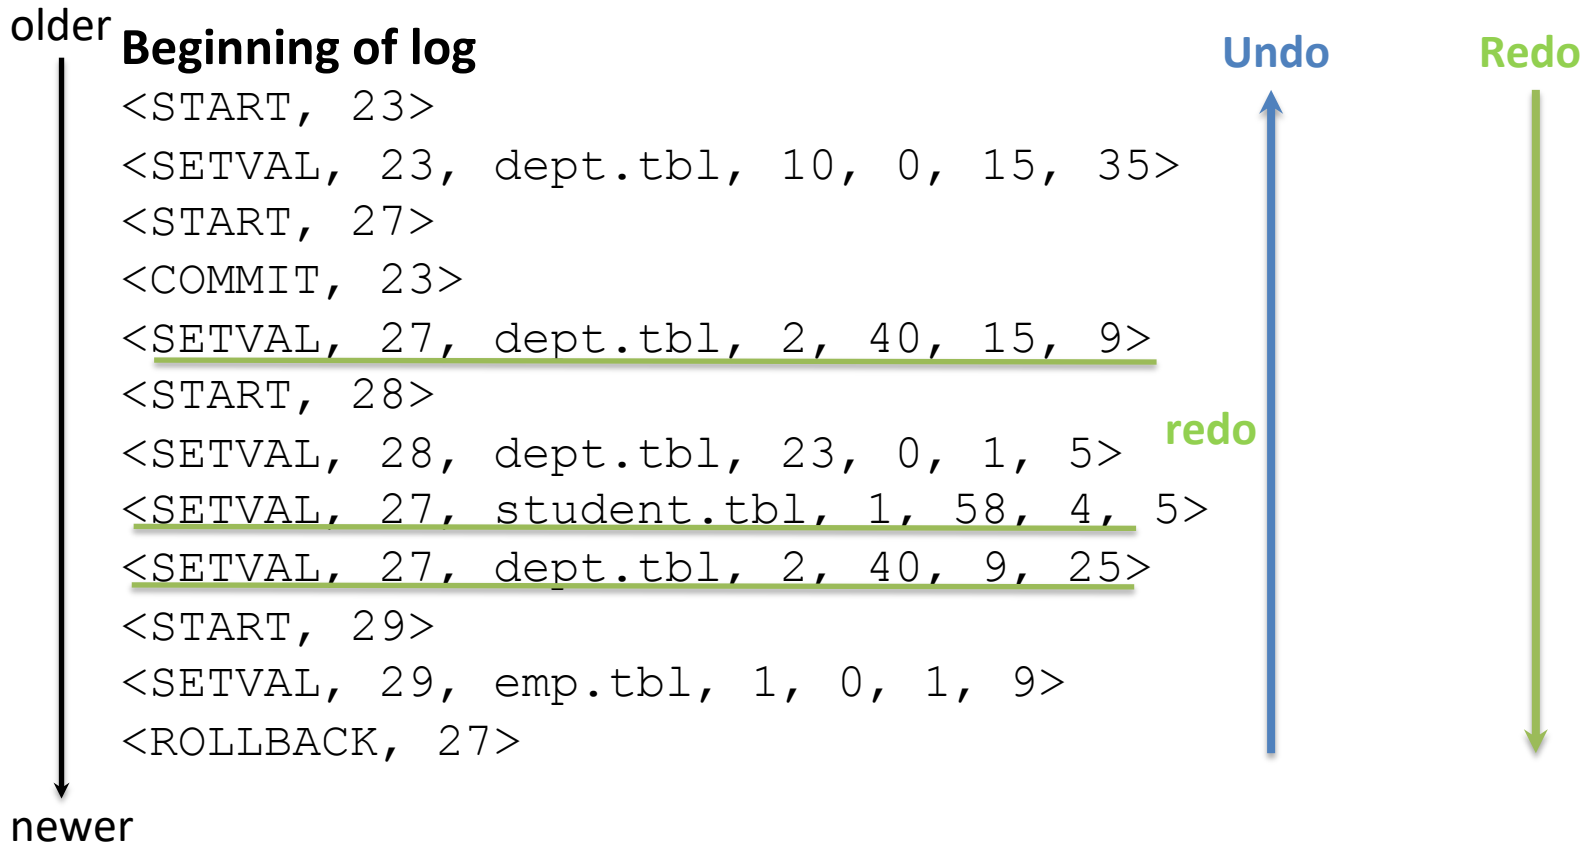 older
Beginning of log
Undo
Redo
<START, 23>
<SETVAL, 23, dept.tbl, 10, 0, 15, 35>
<START, 27>
<COMMIT, 23>
<SETVAL, 27, dept.tbl, 2, 40, 15, 9>
<START, 28>
redo
<SETVAL, 28, dept.tbl, 23, 0, 1, 5>
<SETVAL, 27, student.tbl, 1, 58, 4, 5>
<SETVAL, 27, dept.tbl, 2, 40, 9, 25>
<START, 29>
<SETVAL, 29, emp.tbl, 1, 0, 1, 9>
<ROLLBACK, 27>
newer